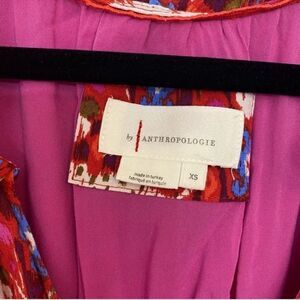 by ANTHROPOLOGIE
made in turkey
fabriqué en turquie
XS